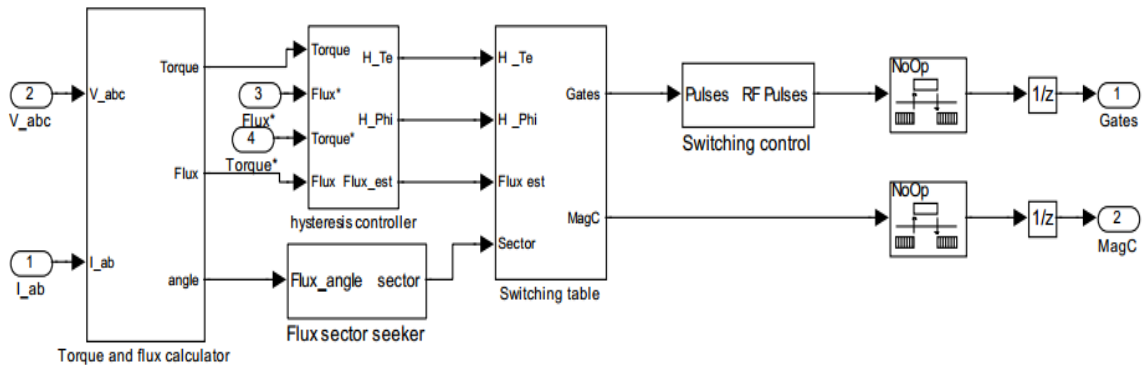 2
V_abc
1
I_ab
V_abc
Torque
Flux
I_ab
angle
Torque and flux calculator
3
Flux*
4
Torque*
Torque
H_Te
Flux*
H_Phi
Torque*
Flux Flux_est
hysteresis controller
Flux_angle sector
Flux sector seeker
H _Te
Gates
H _Phi
Flux est
MagC
Sector
Switching table
Pulses RF Pulses
Switching control
NoOp
1/z
1
Gates
NoOp
1/z
2
MagC